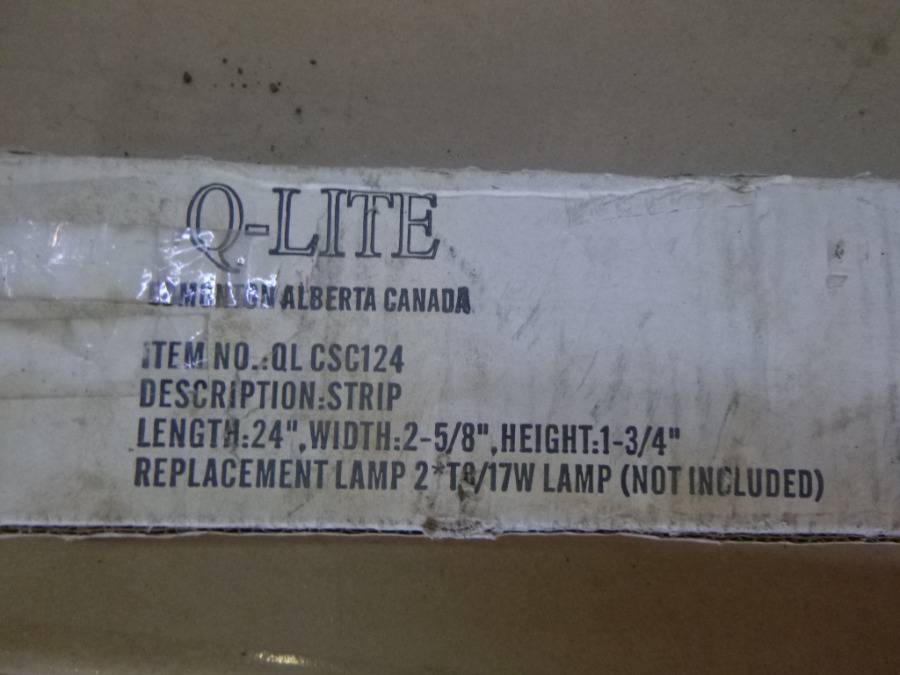 Q-LITE
EDMONTON ALBERTA CANADA
ITEM NO.:QL CSC124
DESCRIPTION:STRIP
LENGTH:24",WIDTH:2-5/8",HEIGHT:1-3/4"
REPLACEMENT LAMP 2*T8/17W LAMP (NOT INCLUDED)